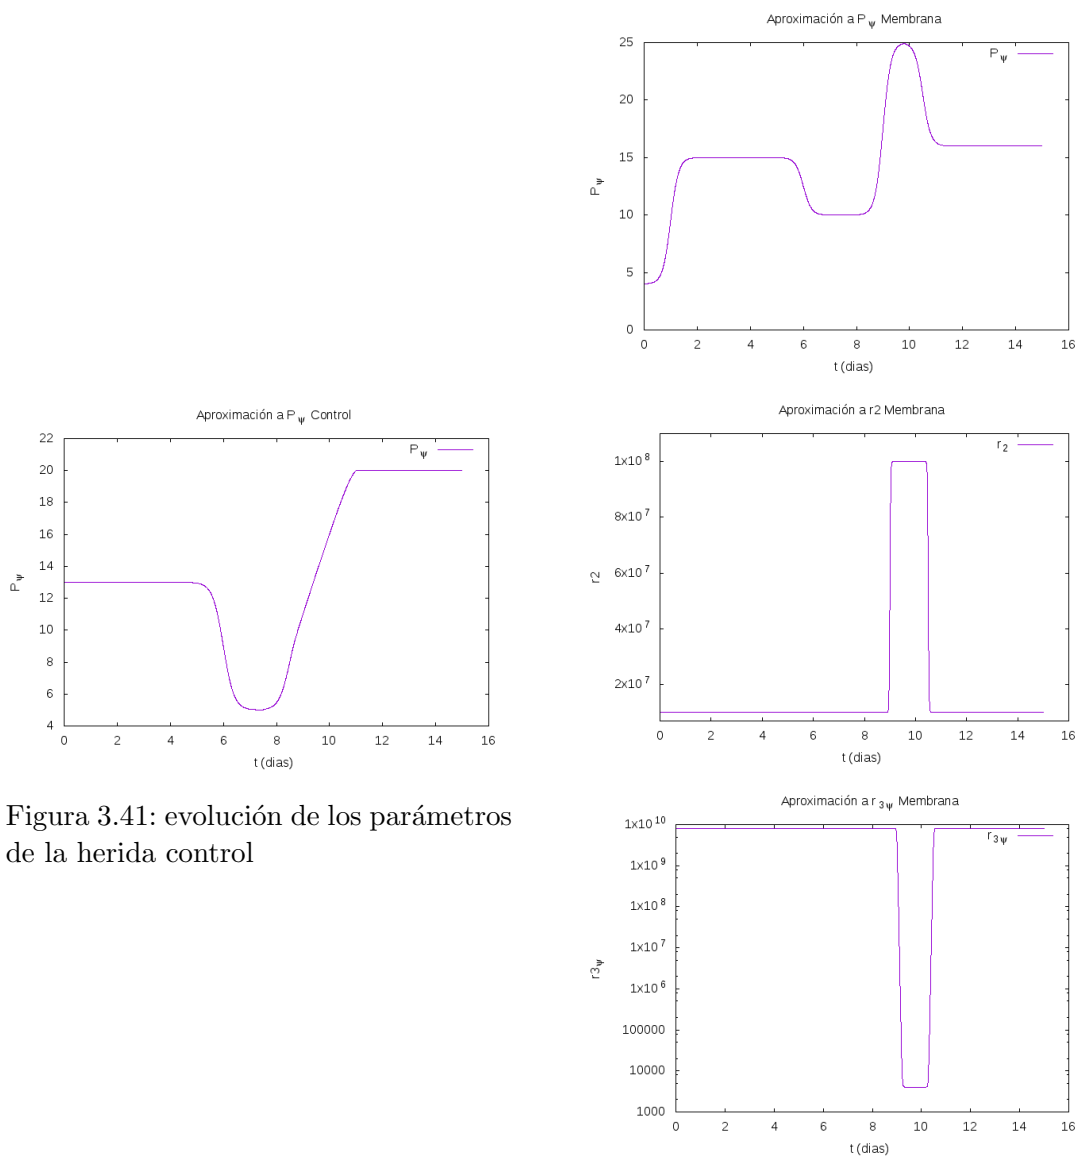 Aproximación a P ψ Membrana
P ψ
25
20
15
10
5
0
P ψ
0 2 4 6 8 10 12 14 16
t (dias)
Aproximación a P ψ Control
P ψ
22
20
18
16
14
12
10
8
6
4
P ψ
0 2 4 6 8 10 12 14 16
t (dias)
Figura 3.41: evolución de los parámetros
de la herida control
Aproximación a r2 Membrana
r 2
1x10 8
8x10 7
6x10 7
4x10 7
2x10 7
r2
0 2 4 6 8 10 12 14 16
t (dias)
Aproximación a r 3ψ Membrana
r 3ψ
1x10 10
1x10 9
1x10 8
1x10 7
1x10 6
100000
10000
1000
r3ψ
0 2 4 6 8 10 12 14 16
t (dias)